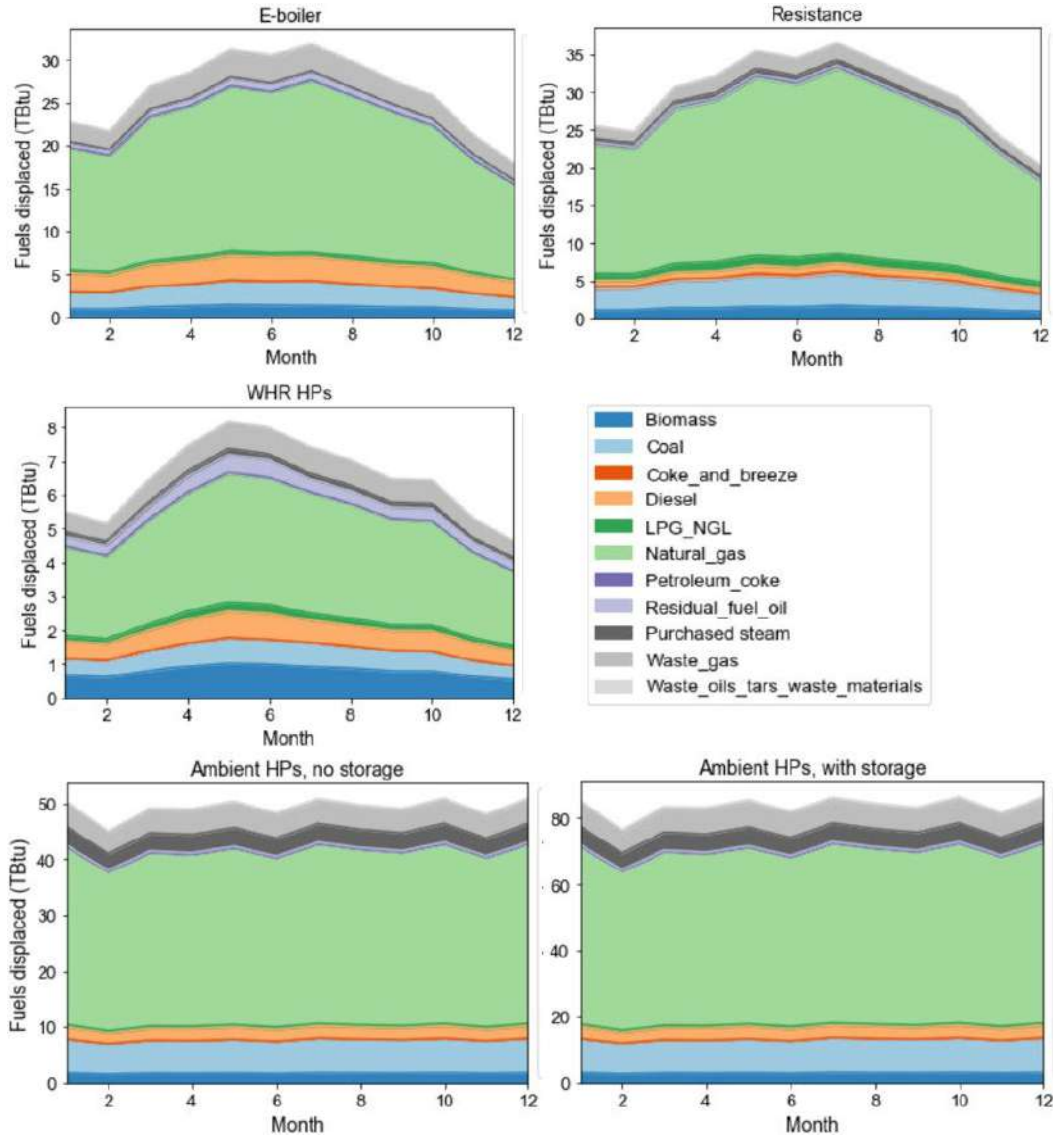 E-boiler
Fuels displaced (TBtu)
30
25
20
15
10
5
0
2 4 6 8 10 12
Month
Resistance
Fuels displaced (TBtu)
35
30
25
20
15
10
5
0
2 4 6 8 10 12
Month
WHR HPs
Fuels displaced (TBtu)
8
7
6
5
4
3
2
1
0
2 4 6 8 10 12
Month
Biomass
Coal
Coke_and_breeze
Diesel
LPG_NGL
Natural_gas
Petroleum_coke
Residual_fuel_oil
Purchased steam
Waste_gas
Waste_oils_tars_waste_materials
Ambient HPs, no storage
Fuels displaced (TBtu)
50
40
30
20
10
0
2 4 6 8 10 12
Month
Ambient HPs, with storage
80
60
40
20
0
2 4 6 8 10 12
Month